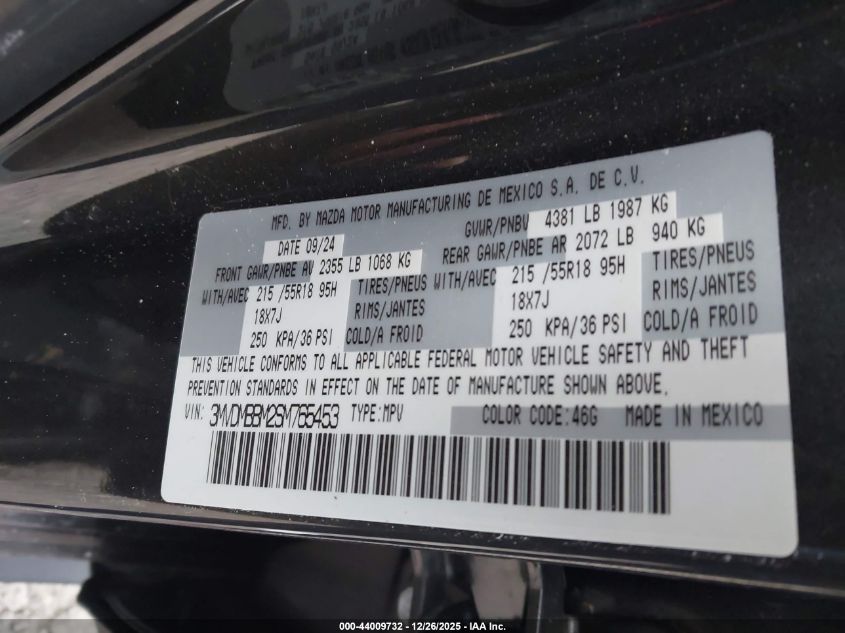 MFD. BY MAZDA MOTOR MANUFACTURING DE MEXICO S.A. DE C.V.
DATE 09/24 GVWR/PNBV 4381 LB 1987 KG
FRONT GAWR/PNBE AV 2355 LB 1068 KG REAR GAWR/PNBE AR 2072 LB 940 KG
WITH/AVEC 215 /55R18 95H TIRES/PNEUS WITH/AVEC 215 /55R18 95H TIRES/PNEUS
18X7J RIMS/JANTES 18X7J RIMS/JANTES
250 KPA/36 PSI COLD/A FROID 250 KPA/36 PSI COLD/A FROID
THIS VEHICLE CONFORMS TO ALL APPLICABLE FEDERAL MOTOR VEHICLE SAFETY AND THEFT
PREVENTION STANDARDS IN EFFECT ON THE DATE OF MANUFACTURE SHOWN ABOVE.
VIN: 3MVDMBBM2SM765453 TYPE:MPV COLOR CODE:46G MADE IN MEXICO
000-44009732 - 12/26/2025 - IAA Inc.